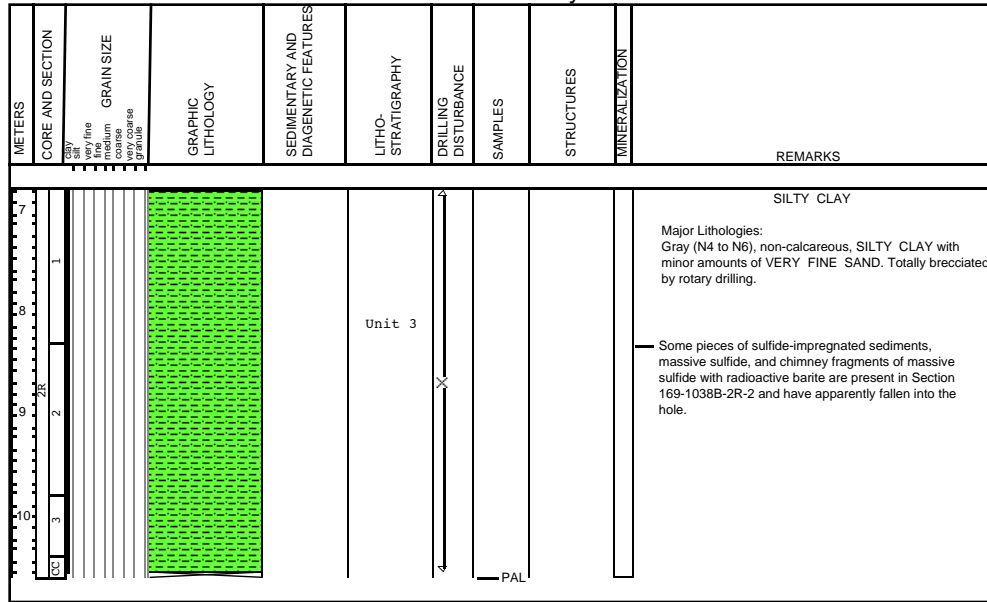 METERS
CORE AND SECTION
clay
silt
very fine
fine
medium
coarse
very coarse
granule
GRAIN SIZE
GRAPHIC
LITHOLOGY
SEDIMENTARY AND
DIAGENETIC FEATURES
LITHO-
STRATIGRAPHY
DRILLING
DISTURBANCE
SAMPLES
STRUCTURES
MINERALIZATION
REMARKS
7
8
9
10
2R
1
2
3
CC
Unit 3
PAL
SILTY CLAY
Major Lithologies:
Gray (N4 to N6), non-calcareous, SILTY CLAY with
minor amounts of VERY FINE SAND. Totally brecciated
by rotary drilling.
Some pieces of sulfide-impregnated sediments,
massive sulfide, and chimney fragments of massive
sulfide with radioactive barite are present in Section
169-1038B-2R-2 and have apparently fallen into the
hole.